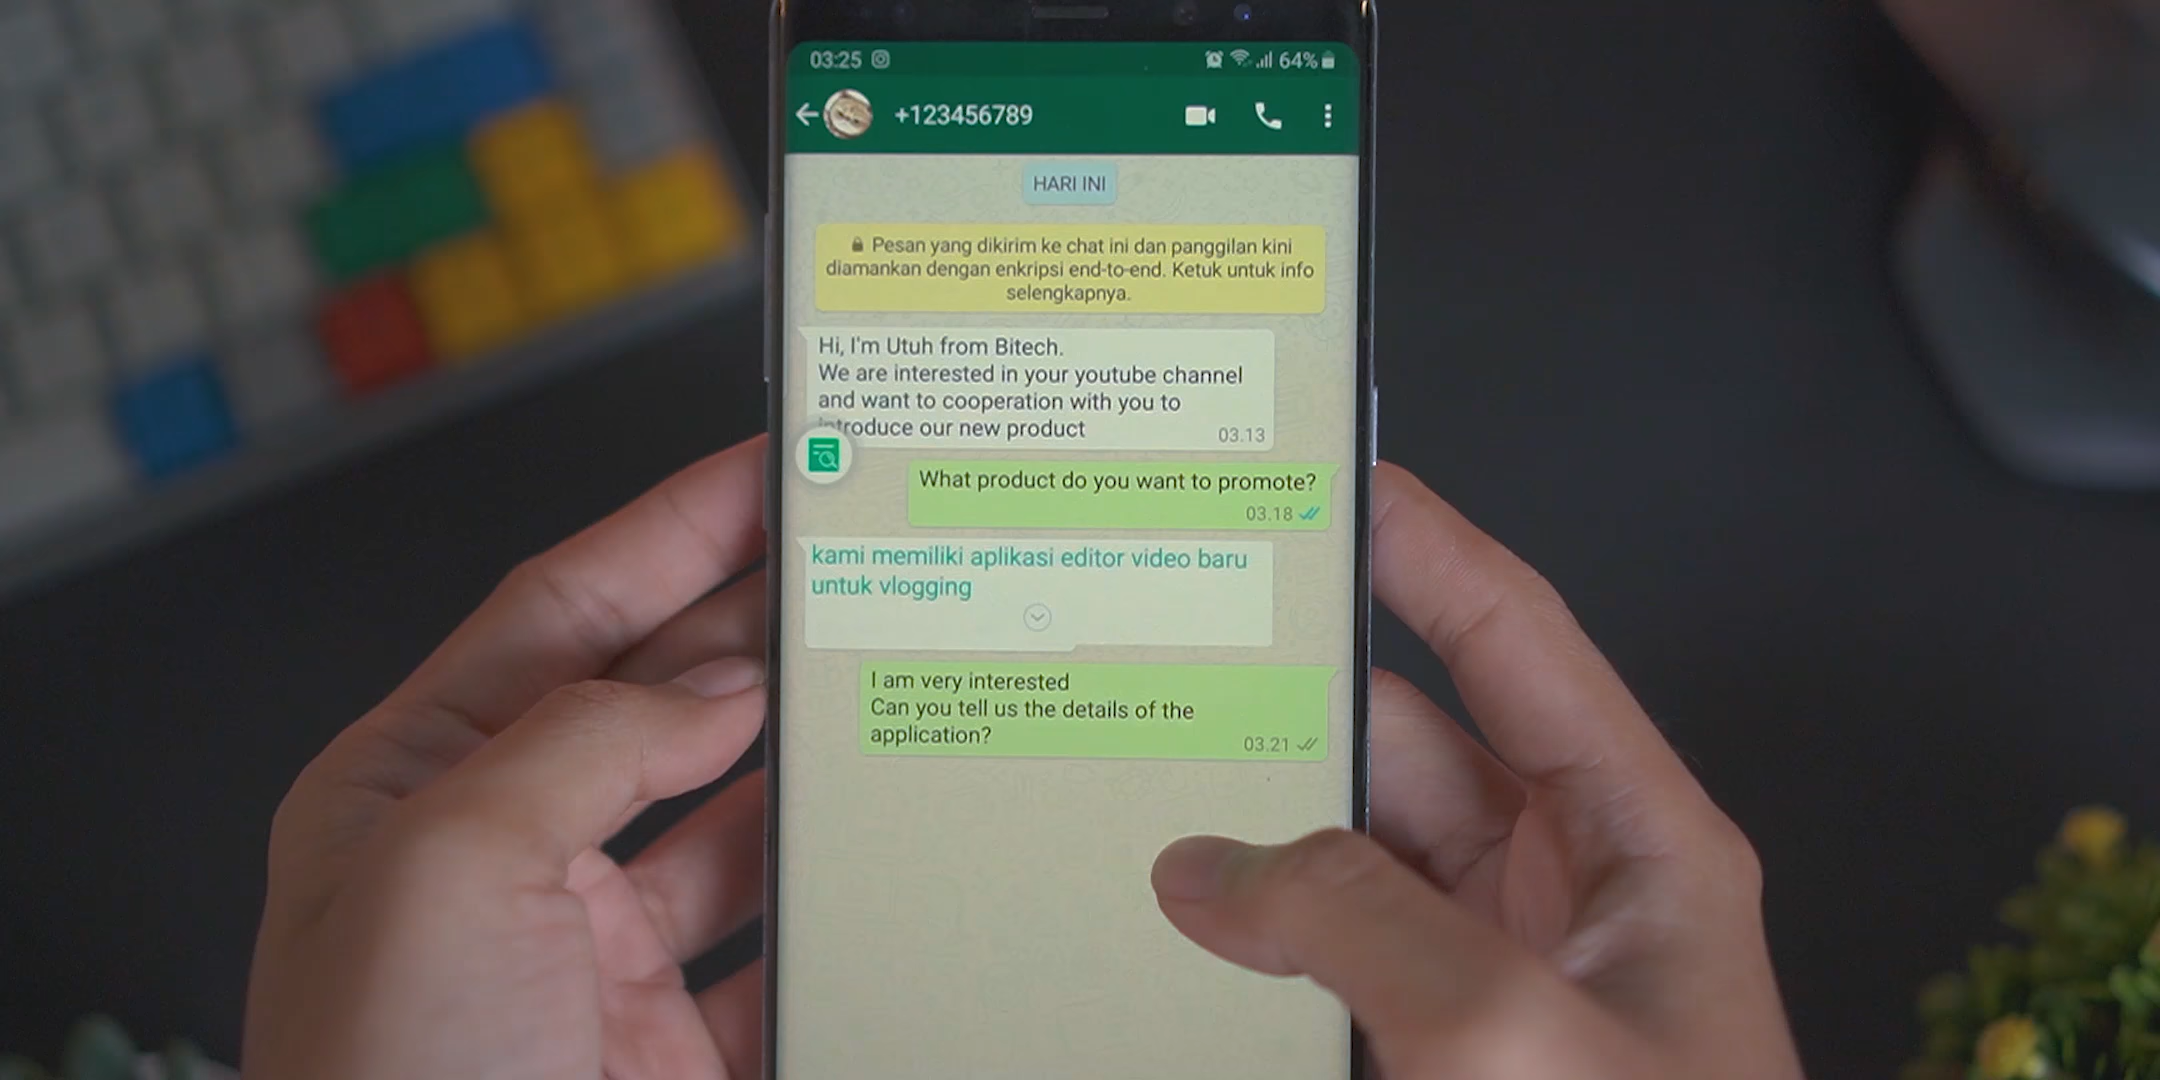 03:25 64%
+123456789
HARI INI
Pesan yang dikirim ke chat ini dan panggilan kini
diamankan dengan enkripsi end-to-end. Ketuk untuk info
selengkapnya.
Hi, I'm Utuh from Bitech.
We are interested in your youtube channel
and want to cooperation with you to
introduce our new product
03.13
What product do you want to promote?
03.18
kami memiliki aplikasi editor video baru
untuk vlogging
I am very interested
Can you tell us the details of the
application?
03.21